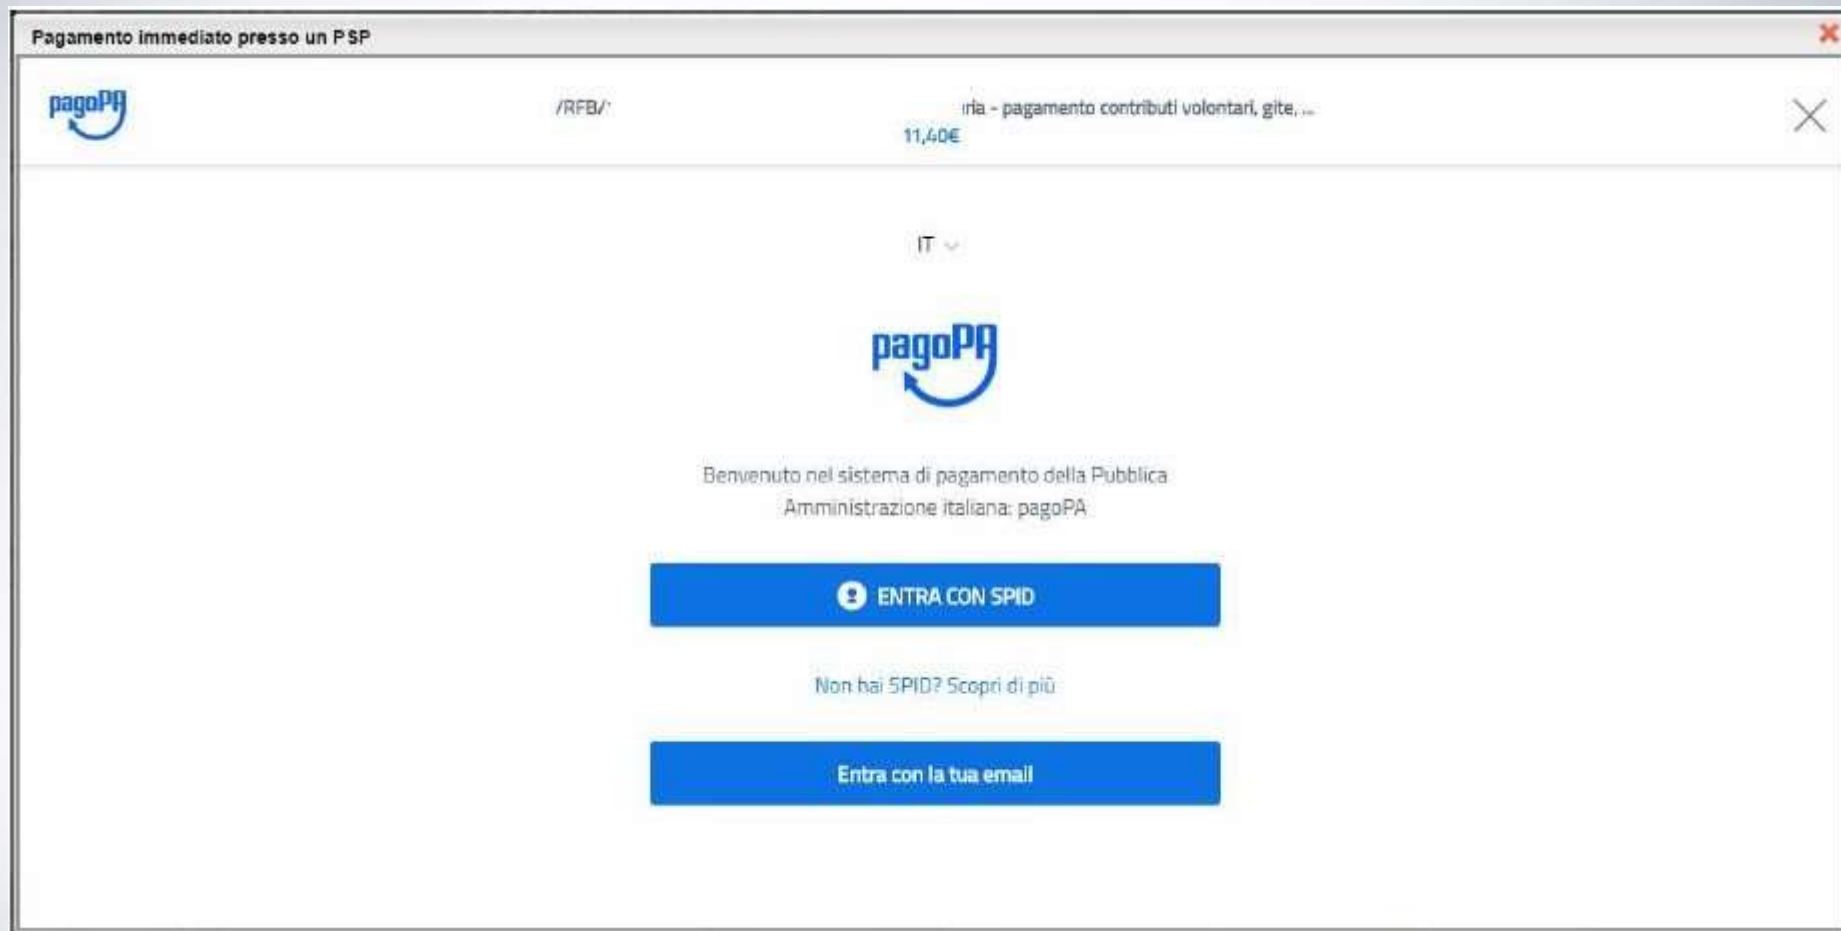 Pagamento immediato presso un PSP
pagoPA
/RFB/ ria - pagamento contributi volontari, gite, ...
11,40€
IT
pagoPA
Benvenuto nel sistema di pagamento della Pubblica
Amministrazione italiana: pagoPA
ENTRA CON SPID
Non hai SPID? Scopri di più
Entra con la tua email